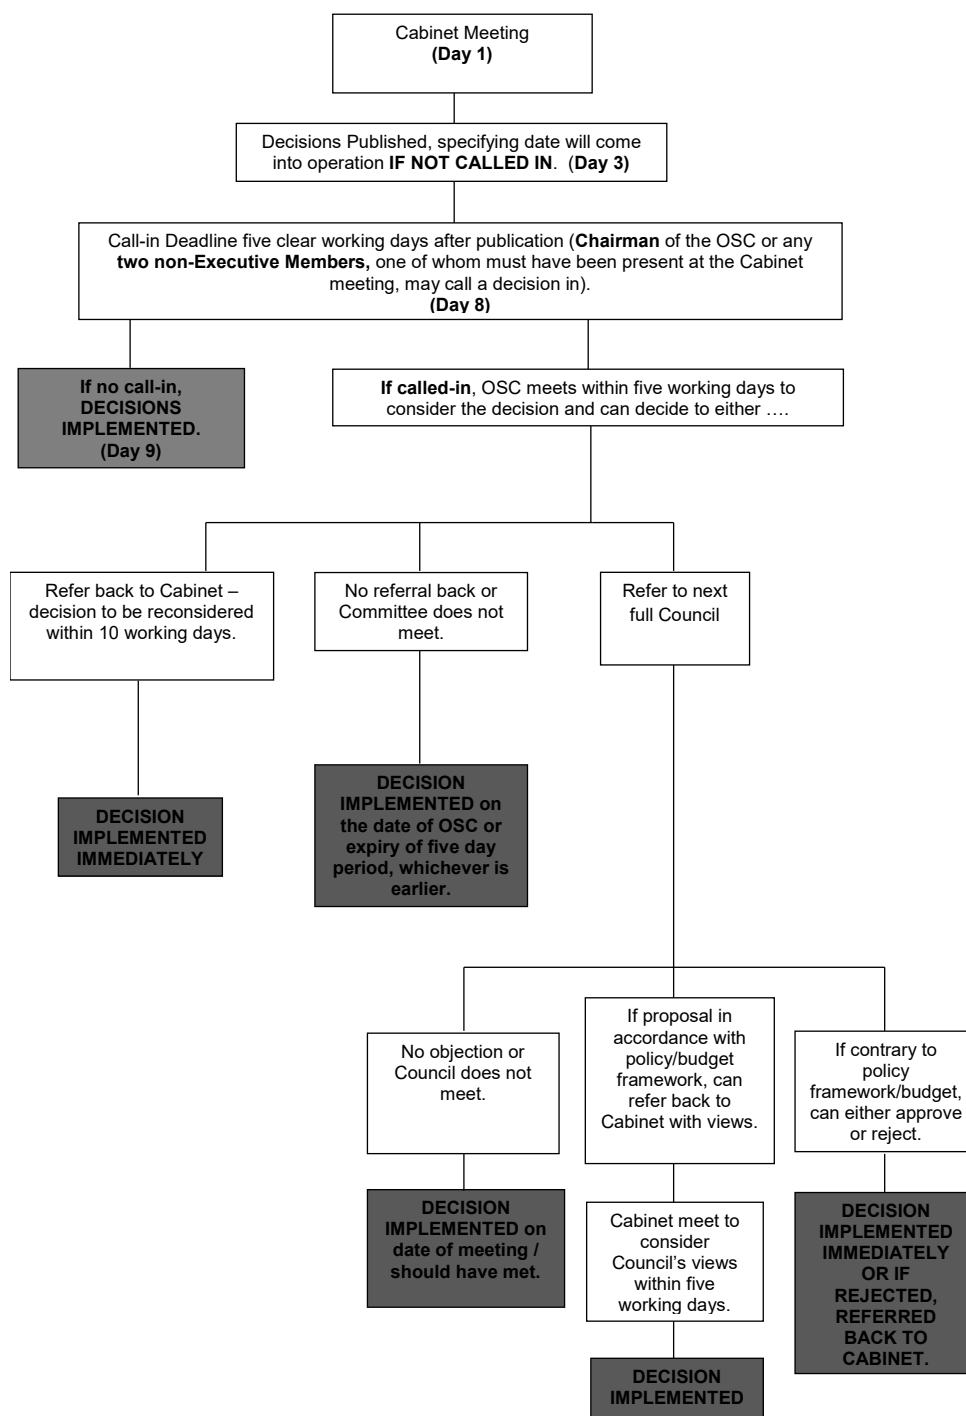 Cabinet Meeting
(Day 1)
Decisions Published, specifying date will come
into operation IF NOT CALLED IN.  (Day 3)
Call-in Deadline five clear working days after publication (Chairman of the OSC or any
two non-Executive Members, one of whom must have been present at the Cabinet
meeting, may call a decision in).
(Day 8)
If no call-in,
DECISIONS
IMPLEMENTED.
(Day 9)
If called-in, OSC meets within five working days to
consider the decision and can decide to either ….
Refer back to Cabinet –
decision to be reconsidered
within 10 working days.
No referral back or
Committee does not
meet.
Refer to next
full Council
DECISION
IMPLEMENTED
IMMEDIATELY
DECISION
IMPLEMENTED on
the date of OSC or
expiry of five day
period, whichever is
earlier.
No objection or
Council does not
meet.
If proposal in
accordance with
policy/budget
framework, can
refer back to
Cabinet with views.
If contrary to
policy
framework/budget,
can either approve
or reject.
DECISION
IMPLEMENTED on
date of meeting /
should have met.
Cabinet meet to
consider
Council’s views
within five
working days.
DECISION
IMPLEMENTED
IMMEDIATELY
OR IF
REJECTED,
REFERRED
BACK TO
CABINET.
DECISION
IMPLEMENTED